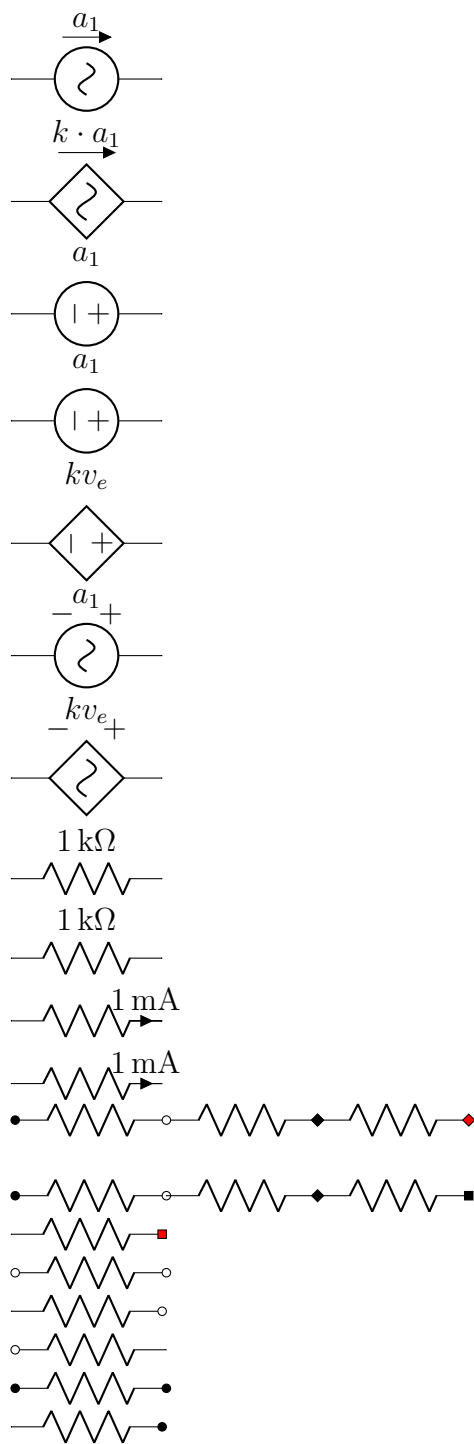 a₁
k · a₁
a₁
− +
a₁
− +
kvₑ
− +
a₁
− +
kvₑ
− +
1 kΩ
1 kΩ
1 mA
1 mA